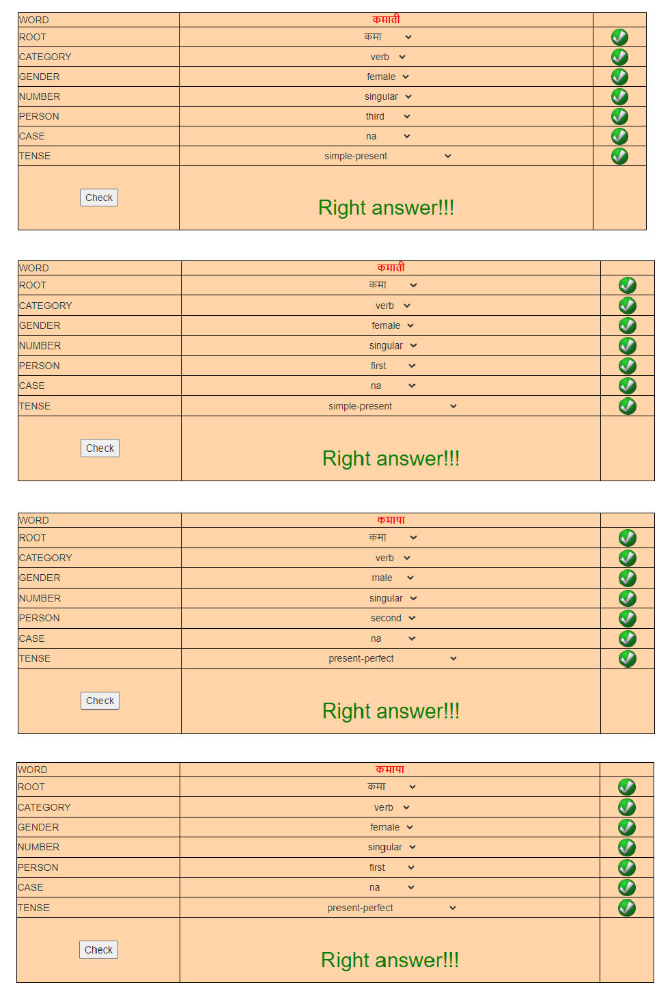 WORD कमाती
ROOT कमा
CATEGORY verb
GENDER female
NUMBER singular
PERSON third
CASE na
TENSE simple-present
Check Right answer!!!
WORD कमाती
ROOT कमा
CATEGORY verb
GENDER female
NUMBER singular
PERSON first
CASE na
TENSE simple-present
Check Right answer!!!
WORD कमाया
ROOT कमा
CATEGORY verb
GENDER male
NUMBER singular
PERSON second
CASE na
TENSE present-perfect
Check Right answer!!!
WORD कमाया
ROOT कमा
CATEGORY verb
GENDER female
NUMBER singular
PERSON first
CASE na
TENSE present-perfect
Check Right answer!!!